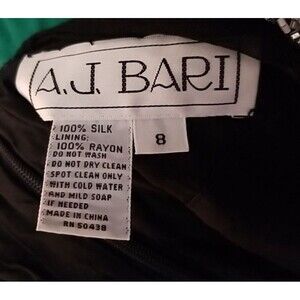 A.J. BARI
8
100% SILK
LINING:
100% RAYON
DO NOT WASH
DO NOT DRY CLEAN
SPOT CLEAN ONLY
WITH COLD WATER
AND MILD SOAP
IF NEEDED
MADE IN CHINA
RN 50438